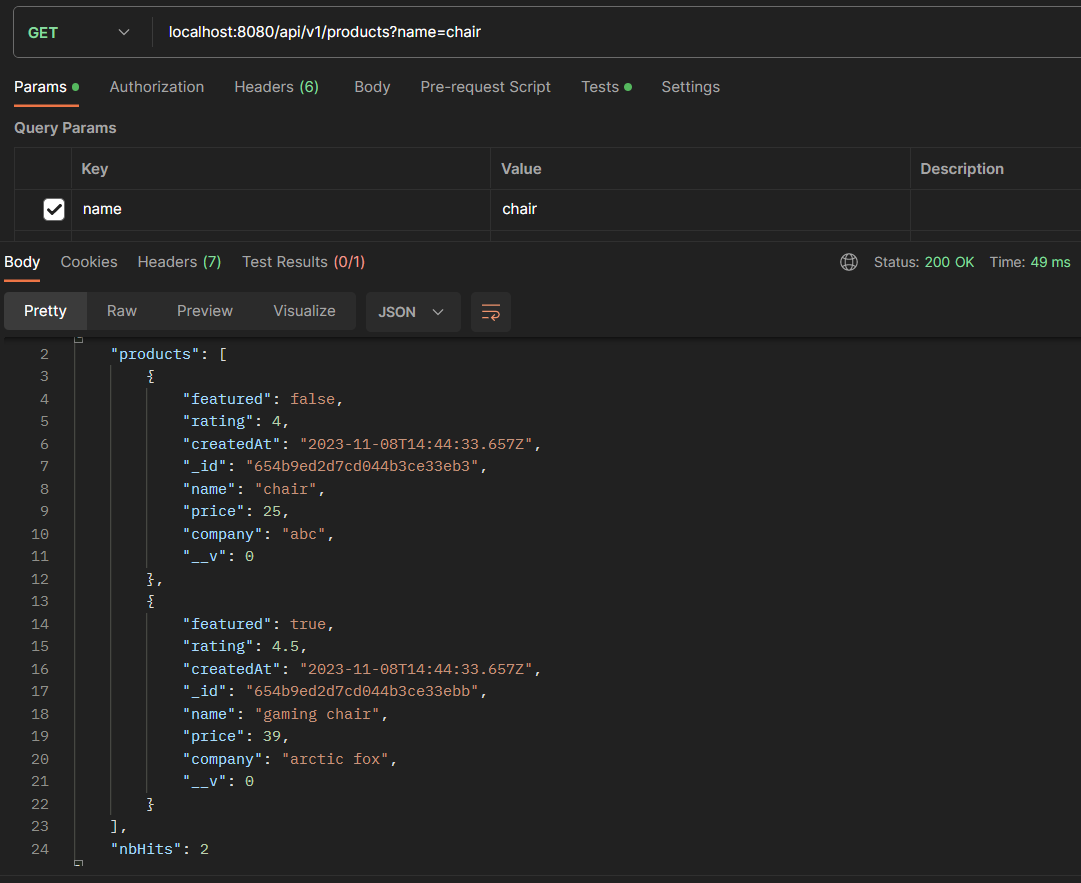 GET localhost:8080/api/v1/products?name=chair
Params Authorization Headers (6) Body Pre-request Script Tests Settings
Query Params
Key Value Description
name chair
Body Cookies Headers (7) Test Results (0/1) Status: 200 OK Time: 49 ms
Pretty Raw Preview Visualize JSON
2 "products": [
3 {
4 "featured": false,
5 "rating": 4,
6 "createdAt": "2023-11-08T14:44:33.657Z",
7 "_id": "654b9ed2d7cd044b3ce33eb3",
8 "name": "chair",
9 "price": 25,
10 "company": "abc",
11 "__v": 0
12 },
13 {
14 "featured": true,
15 "rating": 4.5,
16 "createdAt": "2023-11-08T14:44:33.657Z",
17 "_id": "654b9ed2d7cd044b3ce33ebb",
18 "name": "gaming chair",
19 "price": 39,
20 "company": "arctic fox",
21 "__v": 0
22 }
23 ],
24 "nbHits": 2